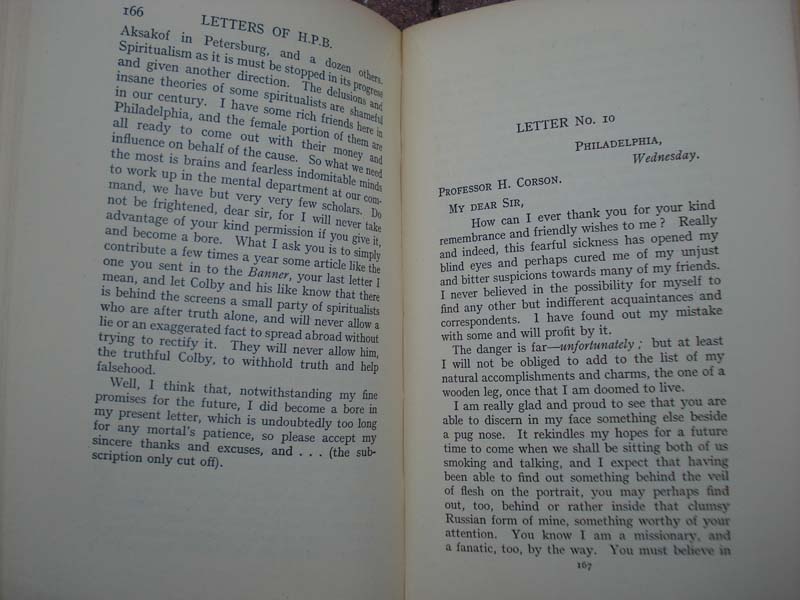 166
LETTERS OF H.P.B.
Aksakof in Petersburg, and a dozen others.
Spiritualism as it is must be stopped in its progress
and given another direction. The delusions and
insane theories of some spiritualists are shameful
in our century. I have some rich friends here in
Philadelphia, and the female portion of them are
all ready to come out with their money and
influence on behalf of the cause. So what we need
the most is brains and fearless indomitable minds
to work up in the mental department at our com-
mand, we have but very very few scholars. Do
not be frightened, dear sir, for I will never take
advantage of your kind permission if you give it,
and become a bore. What I ask you is to simply
contribute a few times a year some article like the
one you sent in to the Banner, your last letter I
mean, and let Colby and his like know that there
is behind the screens a small party of spiritualists
who are after truth alone, and will never allow a
lie or an exaggerated fact to spread abroad without
trying to rectify it. They will never allow him,
the truthful Colby, to withhold truth and help
falsehood.
Well, I think that, notwithstanding my fine
promises for the future, I did become a bore in
my present letter, which is undoubtedly too long
for any mortal's patience, so please accept my
sincere thanks and excuses, and . . . (the sub-
scription only cut off).
LETTER No. 10
PHILADELPHIA,
Wednesday.
PROFESSOR H. CORSON.
MY DEAR SIR,
How can I ever thank you for your kind
remembrance and friendly wishes to me? Really
and indeed, this fearful sickness has opened my
blind eyes and perhaps cured me of my unjust
and bitter suspicions towards many of my friends.
I never believed in the possibility for myself to
find any other but indifferent acquaintances and
correspondents. I have found out my mistake
with some and will profit by it.
The danger is far—unfortunately; but at least
I will not be obliged to add to the list of my
natural accomplishments and charms, the one of a
wooden leg, once that I am doomed to live.
I am really glad and proud to see that you are
able to discern in my face something else beside
a pug nose. It rekindles my hopes for a future
time to come when we shall be sitting both of us
smoking and talking, and I expect that having
been able to find out something behind the veil
of flesh on the portrait, you may perhaps find
out, too, behind or rather inside that clumsy
Russian form of mine, something worthy of your
attention. You know I am a missionary, and
a fanatic, too, by the way. You must believe in
167